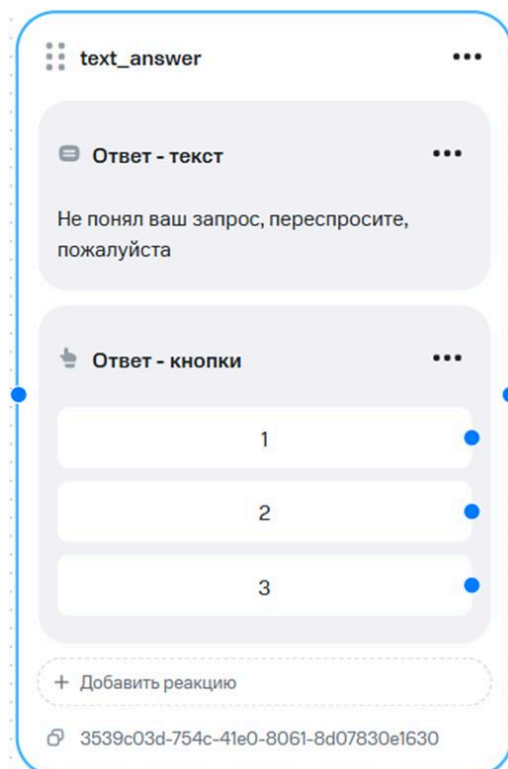 text_answer
Ответ - текст
Не понял ваш запрос, переспросите,
пожалуйста
Ответ - кнопки
1
2
3
+ Добавить реакцию
3539c03d-754c-41e0-8061-8d07830e1630